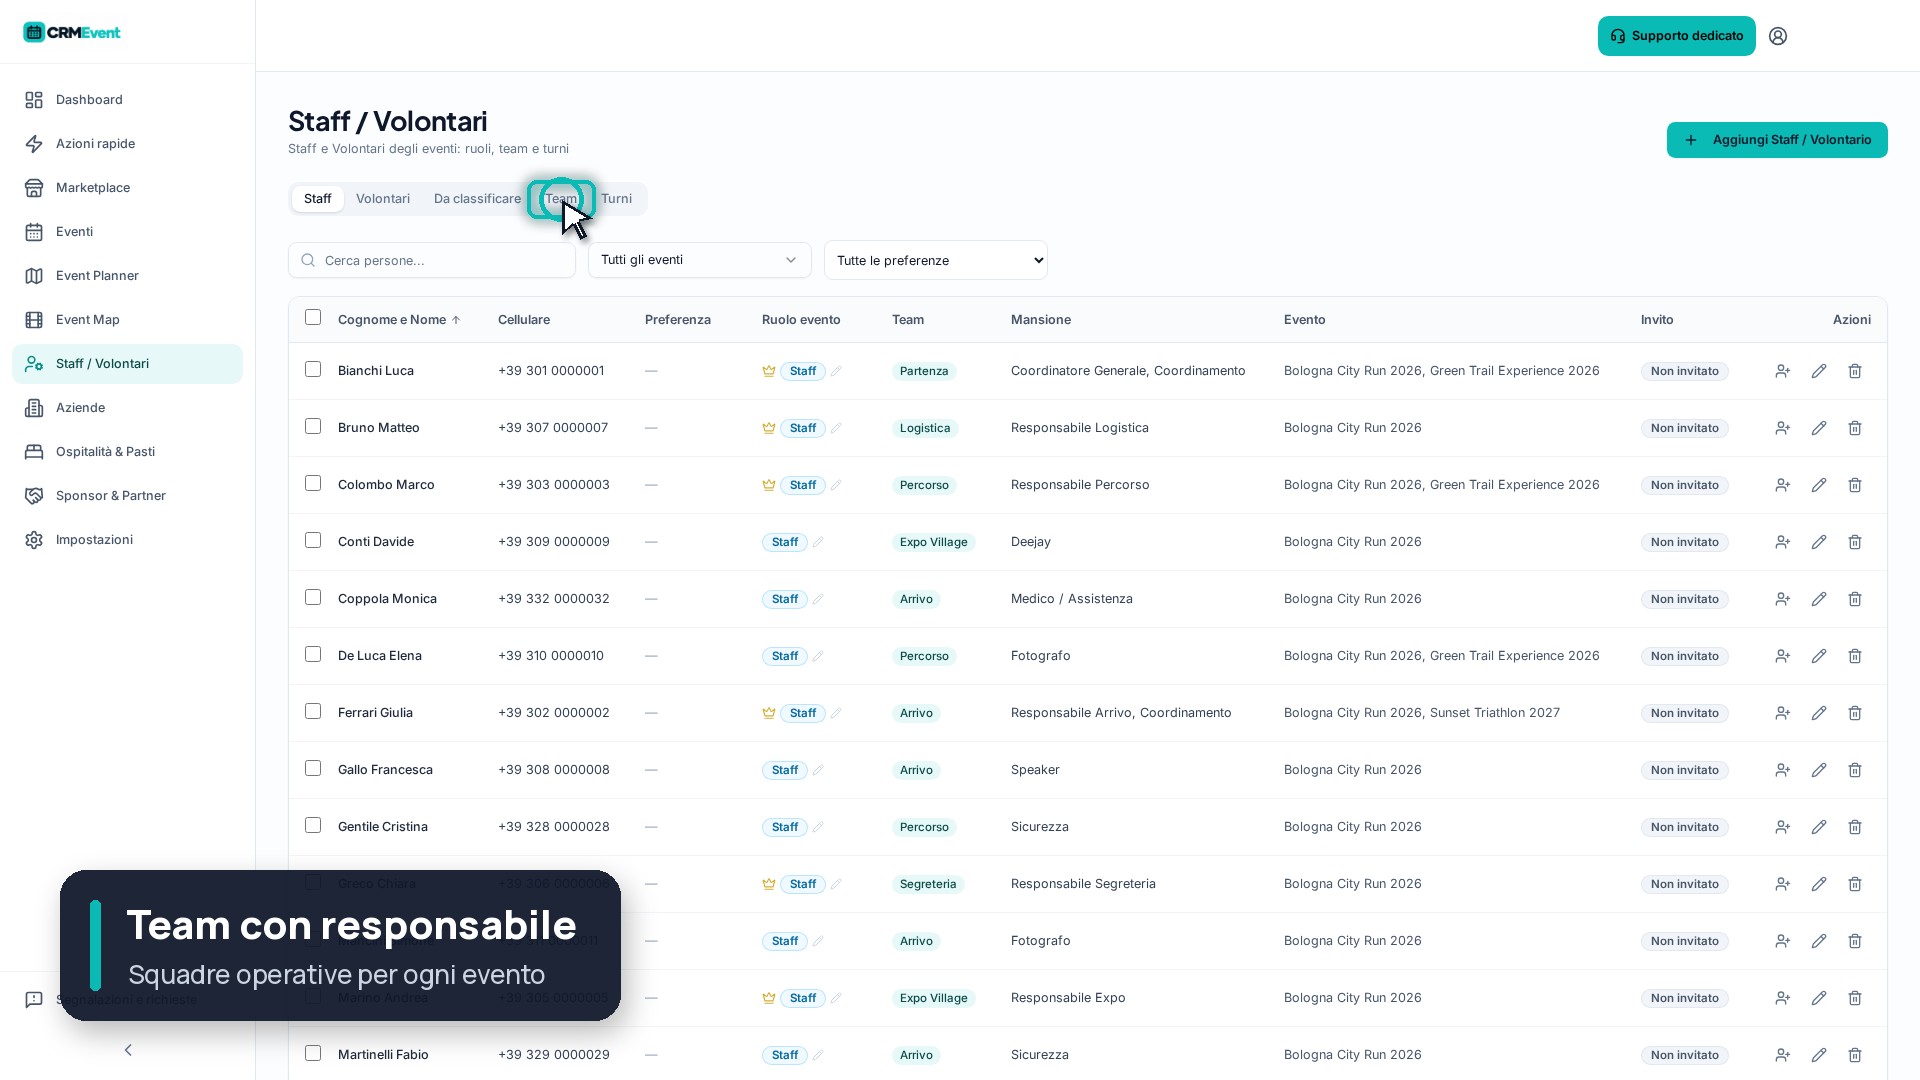 CRMEvent
Supporto dedicato
Dashboard
Azioni rapide
Marketplace
Eventi
Event Planner
Event Map
Staff / Volontari
Aziende
Ospitalità & Pasti
Sponsor & Partner
Impostazioni
Segnalazioni e richieste
Staff / Volontari
Staff e Volontari degli eventi: ruoli, team e turni
Aggiungi Staff / Volontario
Staff Volontari Da classificare Team Turni
Cerca persone... Tutti gli eventi Tutte le preferenze
Cognome e Nome Cellulare Preferenza Ruolo evento Team Mansione Evento Invito Azioni
Bianchi Luca +39 301 0000001 — Staff Partenza Coordinatore Generale, Coordinamento Bologna City Run 2026, Green Trail Experience 2026 Non invitato
Bruno Matteo +39 307 0000007 — Staff Logistica Responsabile Logistica Bologna City Run 2026 Non invitato
Colombo Marco +39 303 0000003 — Staff Percorso Responsabile Percorso Bologna City Run 2026, Green Trail Experience 2026 Non invitato
Conti Davide +39 309 0000009 — Staff Expo Village Deejay Bologna City Run 2026 Non invitato
Coppola Monica +39 332 0000032 — Staff Arrivo Medico / Assistenza Bologna City Run 2026 Non invitato
De Luca Elena +39 310 0000010 — Staff Percorso Fotografo Bologna City Run 2026, Green Trail Experience 2026 Non invitato
Ferrari Giulia +39 302 0000002 — Staff Arrivo Responsabile Arrivo, Coordinamento Bologna City Run 2026, Sunset Triathlon 2027 Non invitato
Gallo Francesca +39 308 0000008 — Staff Arrivo Speaker Bologna City Run 2026 Non invitato
Gentile Cristina +39 328 0000028 — Staff Percorso Sicurezza Bologna City Run 2026 Non invitato
Greco Chiara +39 306 0000006 — Staff Segreteria Responsabile Segreteria Bologna City Run 2026 Non invitato
— Staff Arrivo Fotografo Bologna City Run 2026 Non invitato
Marino Andrea +39 305 0000005 — Staff Expo Village Responsabile Expo Bologna City Run 2026 Non invitato
Martinelli Fabio +39 329 0000029 — Staff Arrivo Sicurezza Bologna City Run 2026 Non invitato
Team con responsabile
Squadre operative per ogni evento